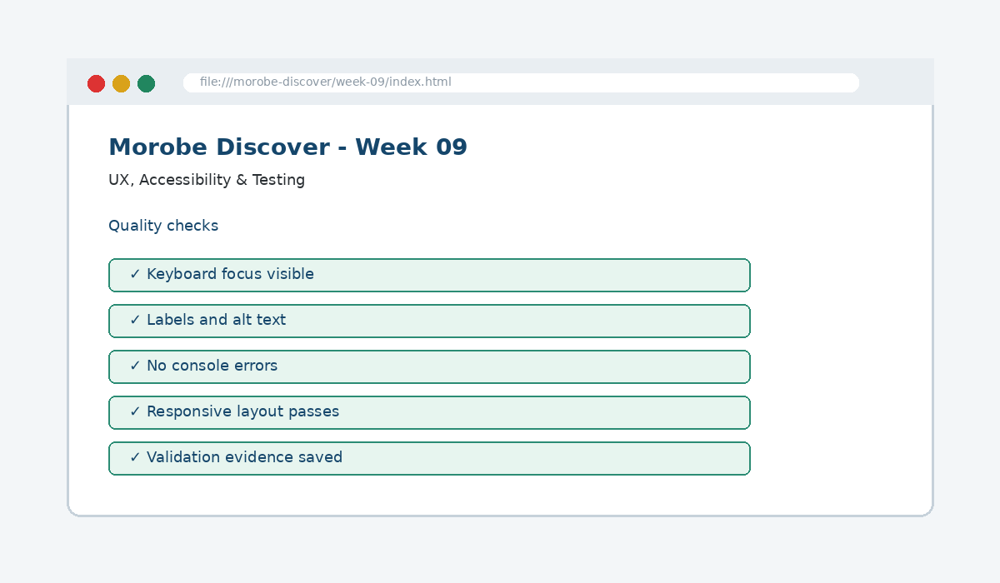 file:///morobe-discover/week-09/index.html
Morobe Discover - Week 09
UX, Accessibility & Testing
Quality checks
✓ Keyboard focus visible
✓ Labels and alt text
✓ No console errors
✓ Responsive layout passes
✓ Validation evidence saved